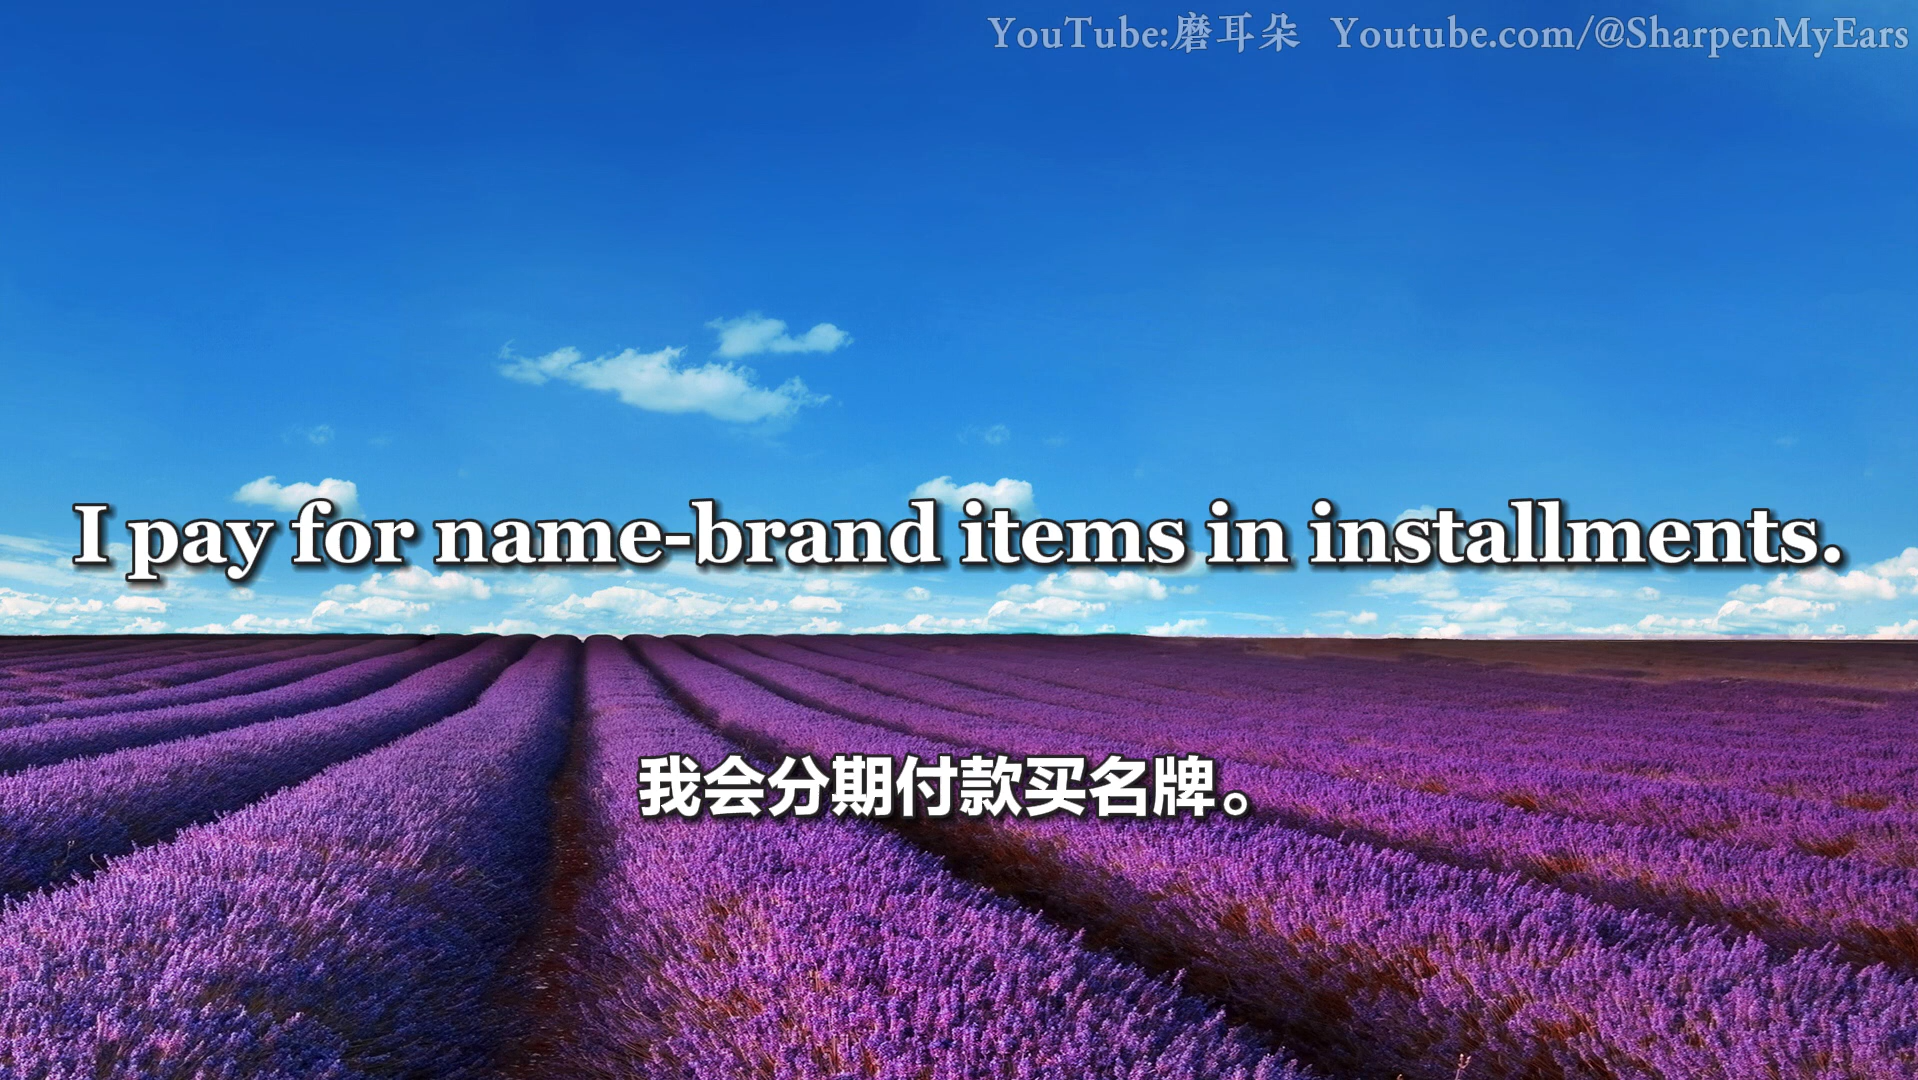 YouTube:磨耳朵 Youtube.com/@SharpenMyEars
I pay for name-brand items in installments.
我会分期付款买名牌。